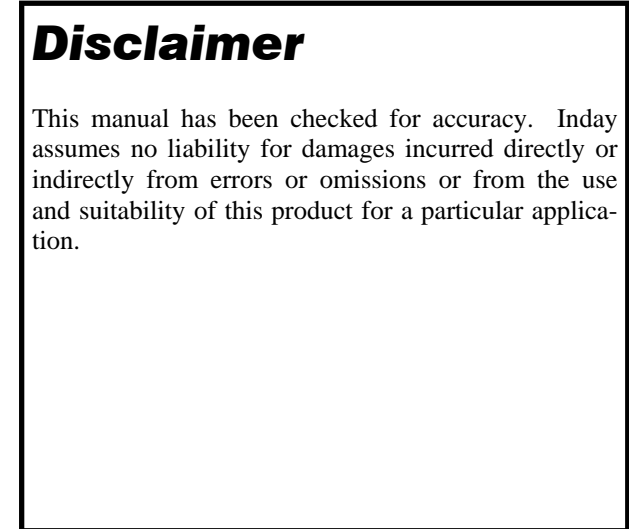 Disclaimer
This manual has been checked for accuracy.  Inday
assumes no liability for damages incurred directly or
indirectly from errors or omissions or from the use
and suitability of this product for a particular applica-
tion.